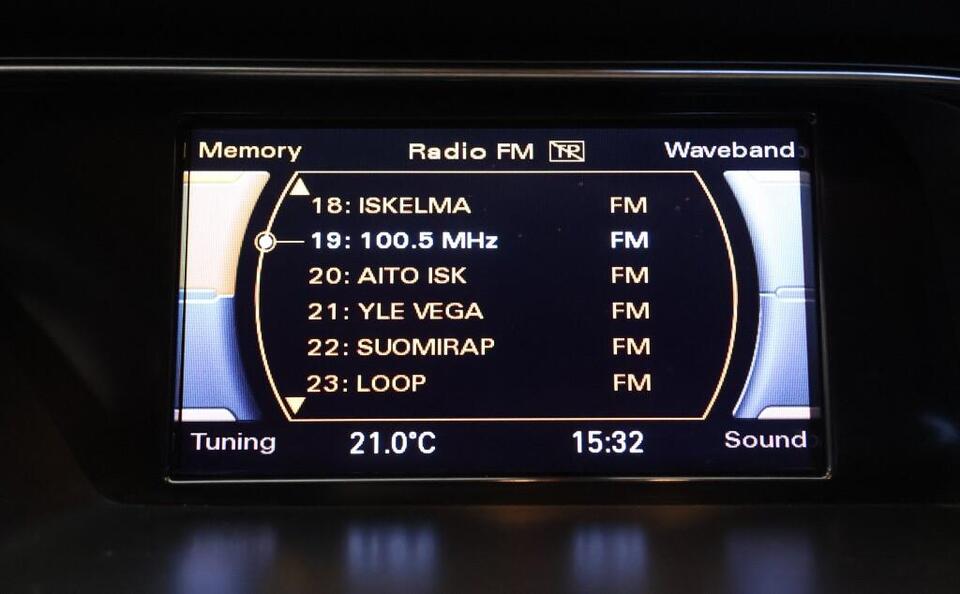 Memory Radio FM TR Waveband
18: ISKELMA FM
19: 100.5 MHz FM
20: AITO ISK FM
21: YLE VEGA FM
22: SUOMIRAP FM
23: LOOP FM
Tuning 21.0°C 15:32 Sound